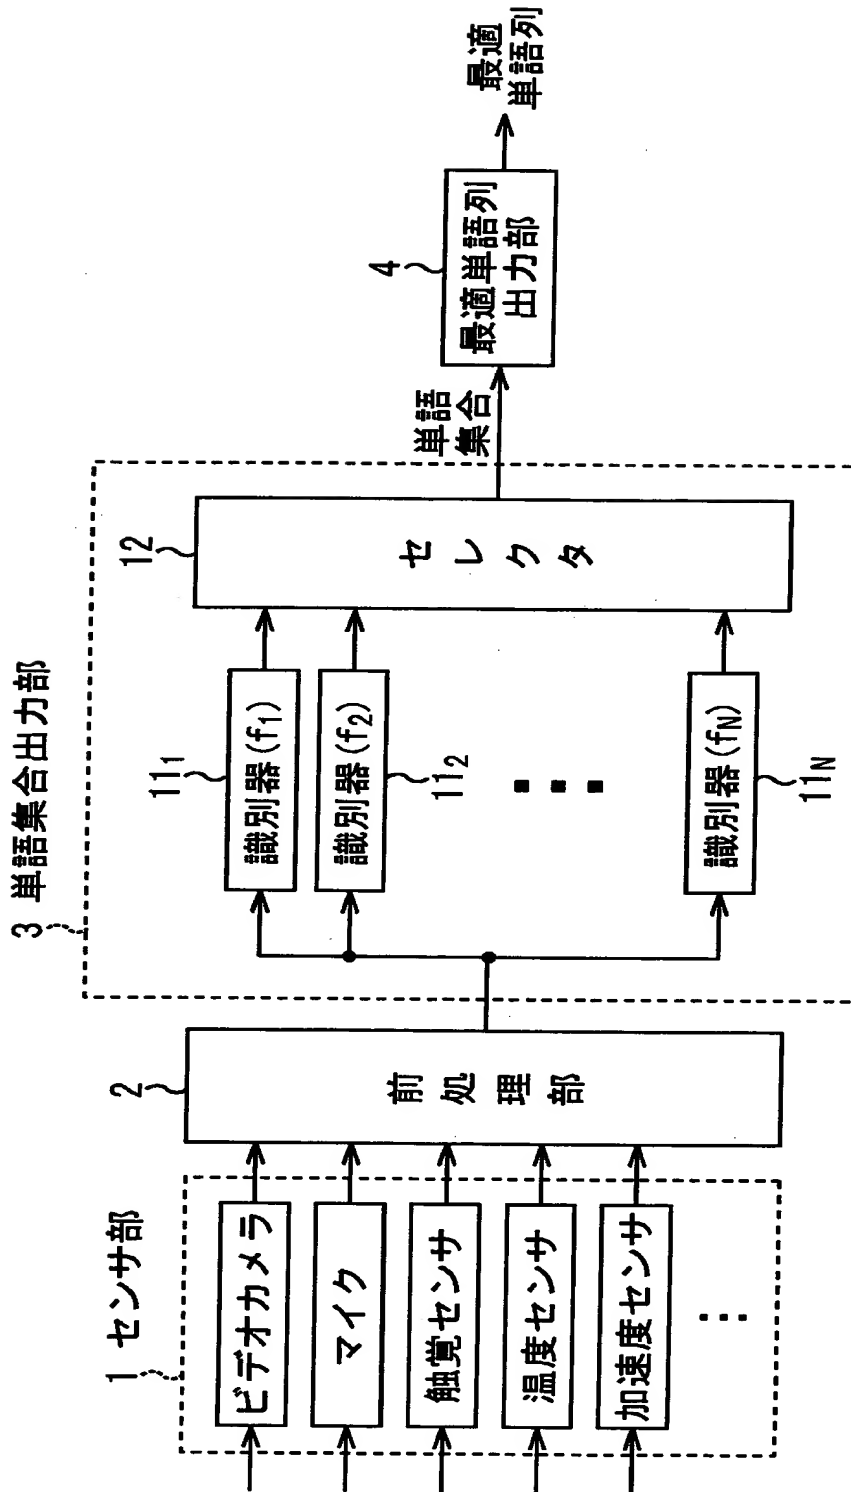 1 センサ部
ビデオカメラ
マイク
触覚センサ
温度センサ
加速度センサ
2
前処理部
3 単語集合出力部
11₁
識別器(f₁)
識別器(f₂)
11₂
識別器(f_N)
11_N
12
セレクタ
単語
集合
4
最適単語列
出力部
最適
単語列